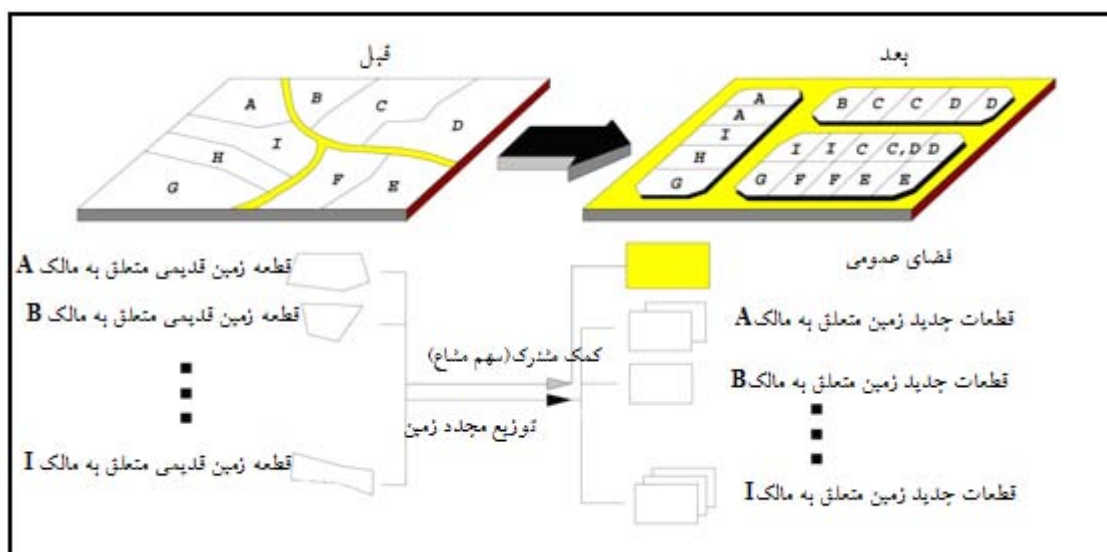 قبل
بعد
A B C D
I
H
G F E
A
A
I
H
G
B C C D D
I I C C,D D
G F F E E
قطعه زمین قدیمی متعلق به مالک A
قطعه زمین قدیمی متعلق به مالک B
قطعه زمین قدیمی متعلق به مالک I
کمک مشترک(سهم مشاع)
توزیع مجدد زمین
فضای عمومی
قطعات جدید زمین متعلق به مالک A
قطعات جدید زمین متعلق به مالک B
قطعات جدید زمین متعلق به مالک I